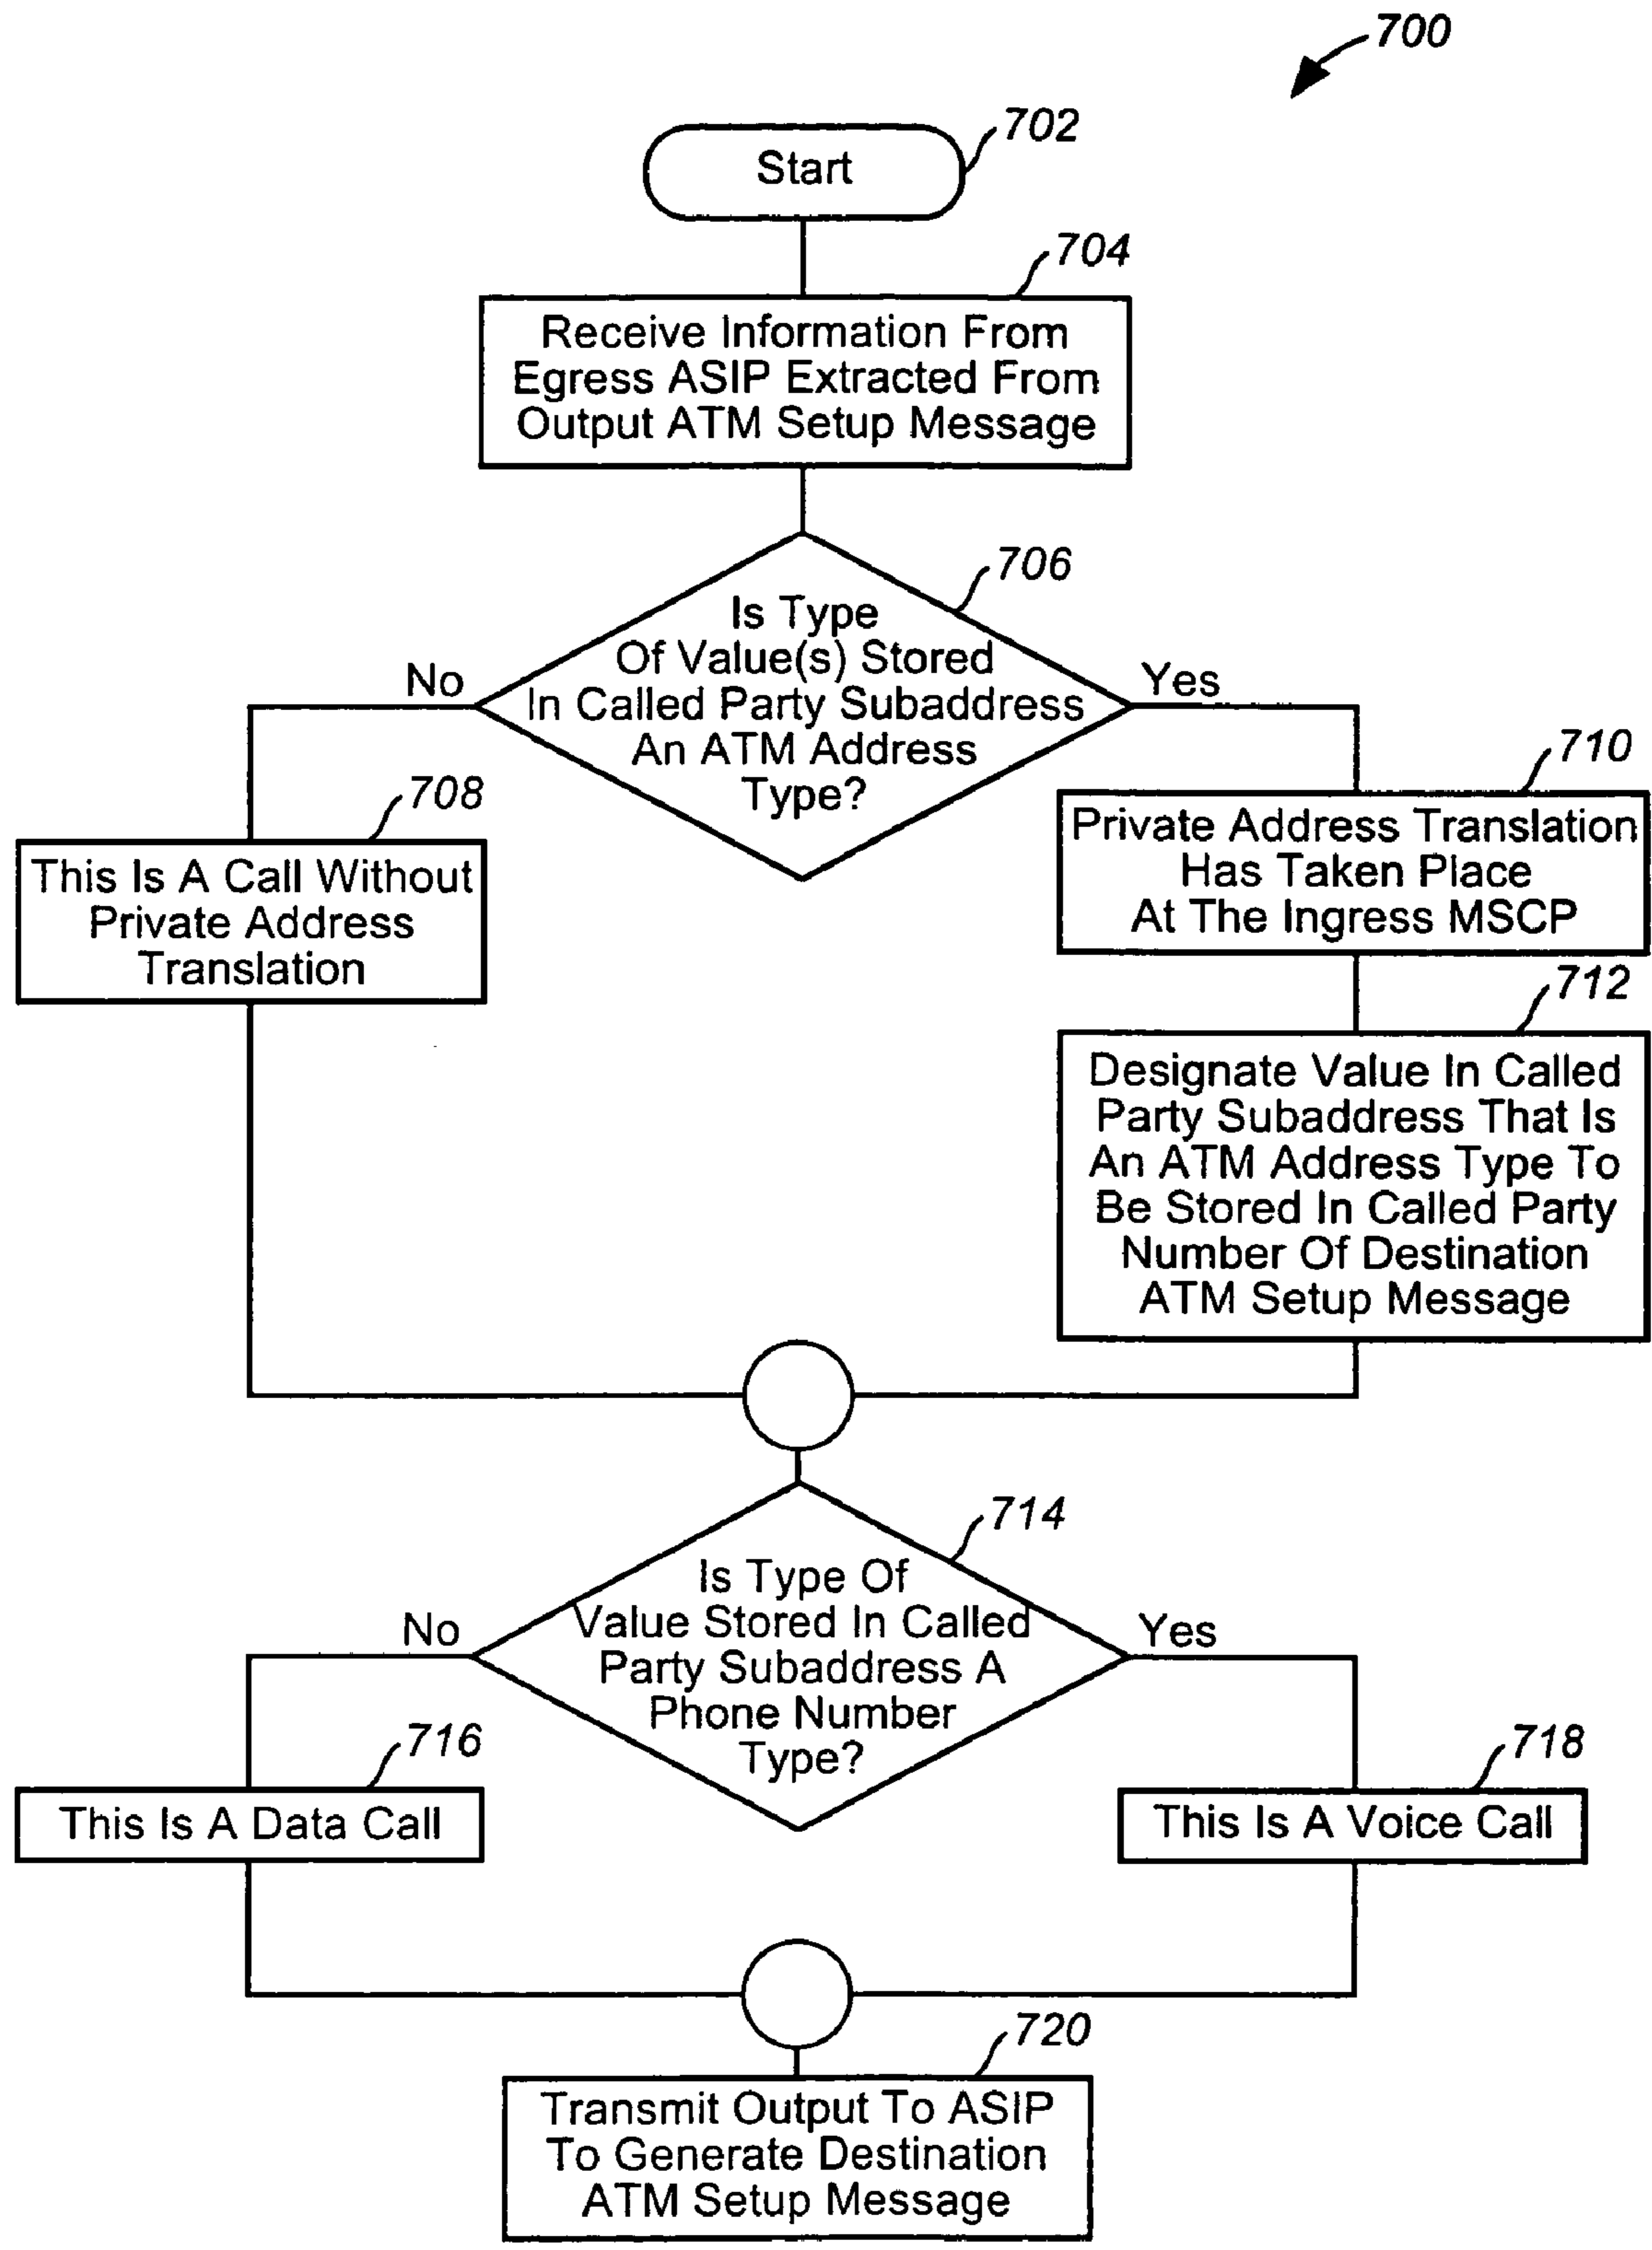 700
702
Start
704
Receive Information From
Egress ASIP Extracted From
Output ATM Setup Message
706
Is Type
Of Value(s) Stored
In Called Party Subaddress
An ATM Address
Type?
No
Yes
708
This Is A Call Without
Private Address
Translation
710
Private Address Translation
Has Taken Place
At The Ingress MSCP
712
Designate Value In Called
Party Subaddress That Is
An ATM Address Type To
Be Stored In Called Party
Number Of Destination
ATM Setup Message
714
Is Type Of
Value Stored In Called
Party Subaddress A
Phone Number
Type?
No
Yes
716
This Is A Data Call
718
This Is A Voice Call
720
Transmit Output To ASIP
To Generate Destination
ATM Setup Message